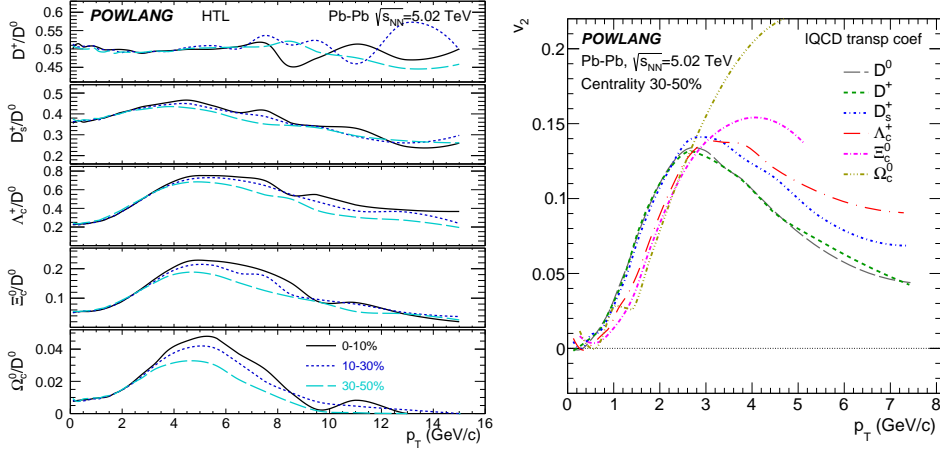 POWLANG HTL Pb-Pb √sNN=5.02 TeV
D+/D0
0.55
0.5
0.45
Ds+/D0
0.6
0.4
0.2
Λc+/D0
0.8
0.6
0.4
0.2
Ξc0/D0
0.2
0.1
Ωc0/D0
0.04
0.02
0
0-10%
10-30%
30-50%
0 2 4 6 8 10 12 14 16
pT (GeV/c)
v2
0.2
0.15
0.1
0.05
0
POWLANG lQCD transp coef
Pb-Pb, √sNN=5.02 TeV
Centrality 30-50%
D0
D+
Ds+
Λc+
Ξc0
Ωc0
0 1 2 3 4 5 6 7 8
pT (GeV/c)